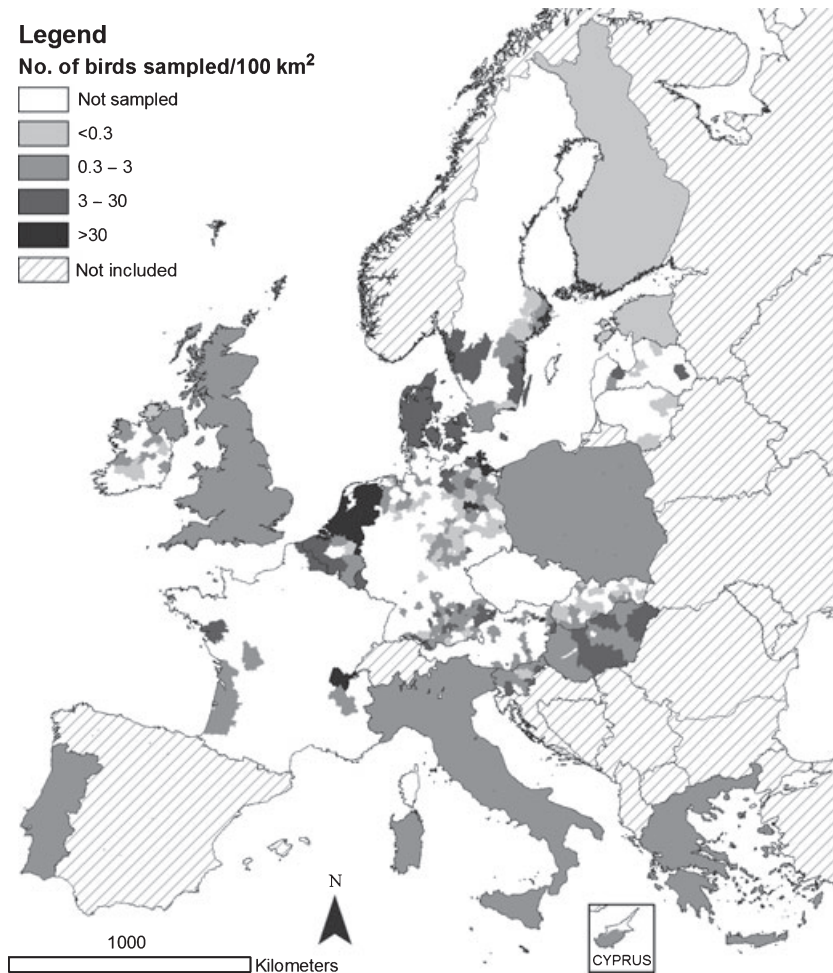 Legend
No. of birds sampled/100 km²
Not sampled
<0.3
0.3 – 3
3 – 30
>30
Not included
N
1000
Kilometers
CYPRUS